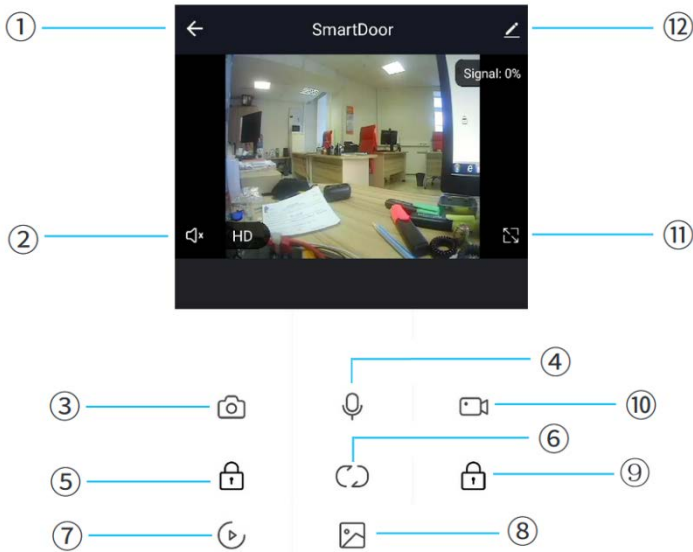 ① SmartDoor ⑫
Signal: 0%
② HD ⑪
④
③ ⑩
⑥
⑤ ⑨
⑦ ⑧